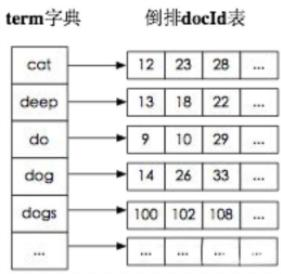 term字典 倒排docId表
cat 12 23 28 ...
deep 13 18 22 ...
do 9 10 29 ...
dog 14 26 33 ...
dogs 100 102 108 ...
... ... ... ... ...